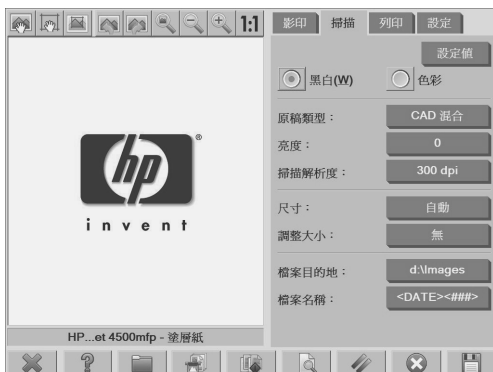 1:1
影印 掃描 列印 設定
設定值
黑白(W) 色彩
原稿類型： CAD 混合
亮度： 0
掃描解析度： 300 dpi
尺寸： 自動
調整大小： 無
檔案目的地： d:\Images
檔案名稱： <DATE><###>
hp ®
invent
HP...et 4500mfp - 塗層紙